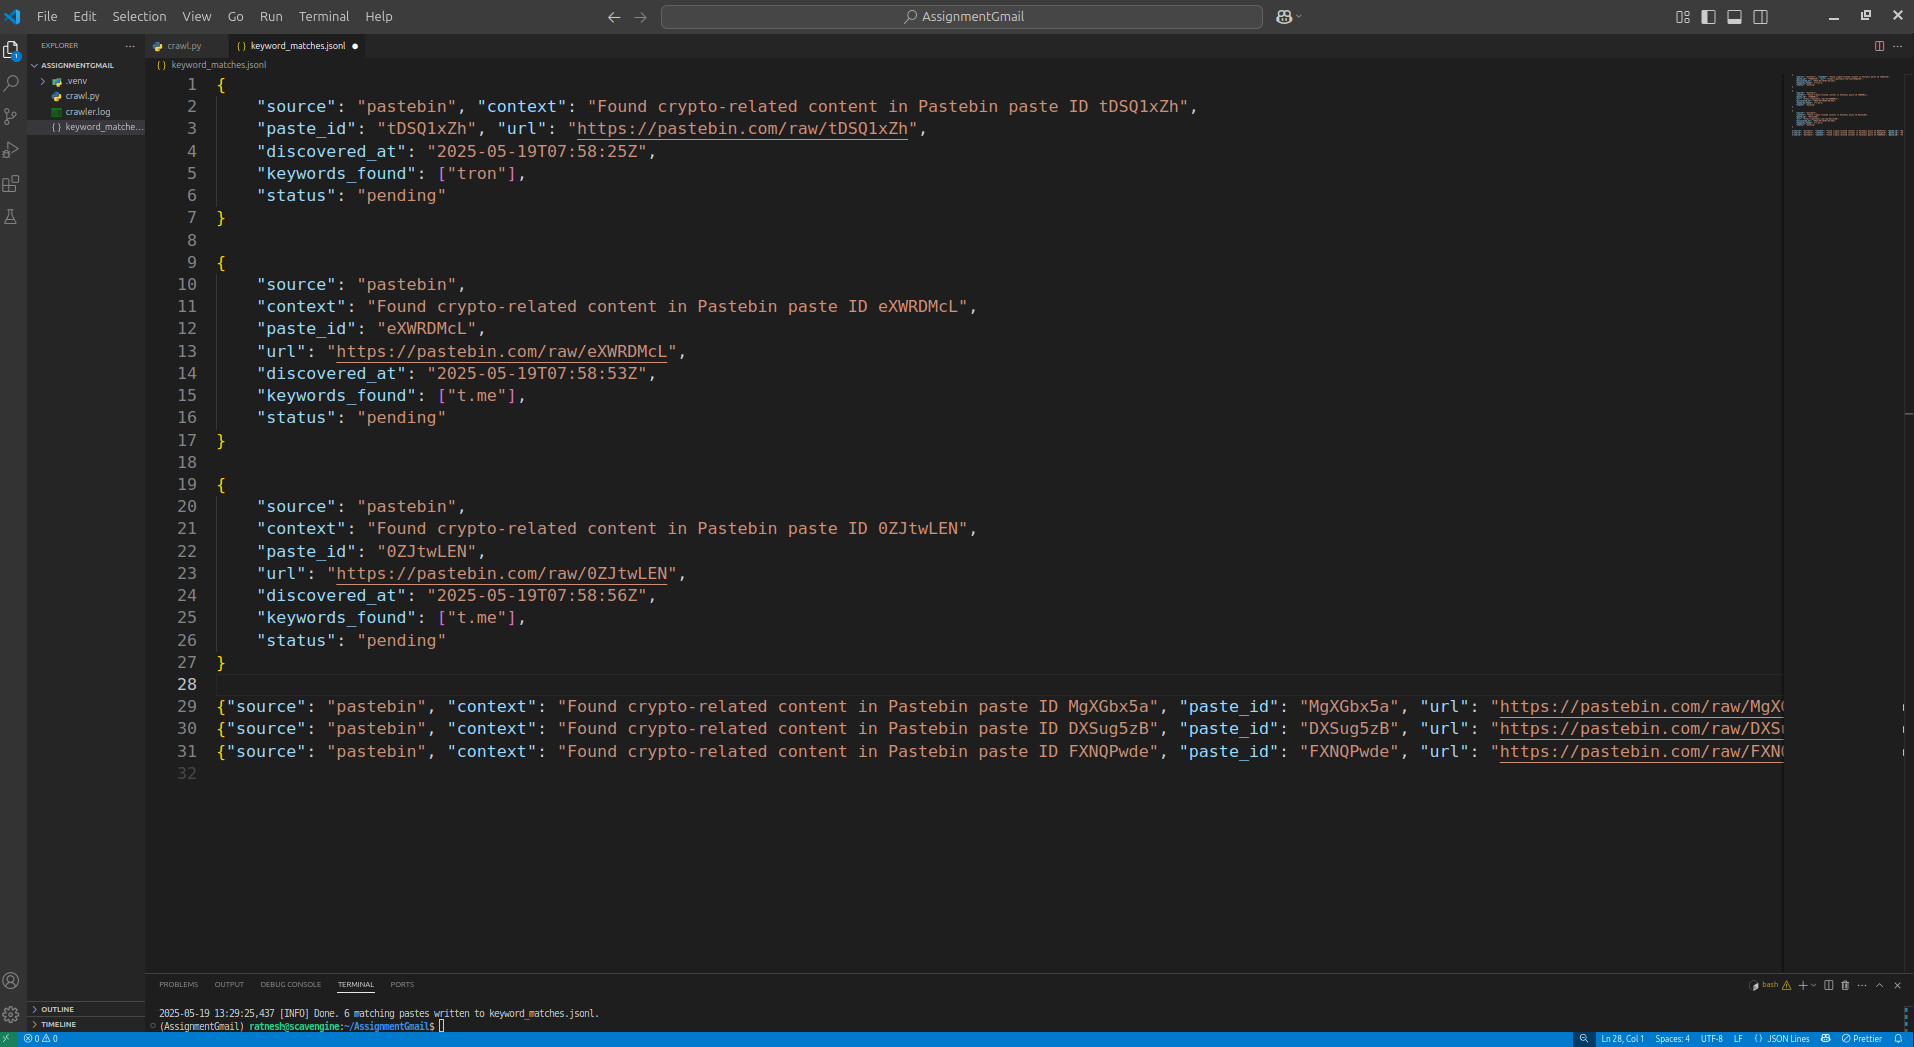 File Edit Selection View Go Run Terminal Help
AssignmentGmail
EXPLORER
ASSIGNMENTGMAIL
.venv
crawl.py
crawler.log
keyword_matche...
crawl.py
keyword_matches.jsonl
keyword_matches.jsonl
1 {
2 "source": "pastebin", "context": "Found crypto-related content in Pastebin paste ID tDSQ1xZh",
3 "paste_id": "tDSQ1xZh", "url": "https://pastebin.com/raw/tDSQ1xZh",
4 "discovered_at": "2025-05-19T07:58:25Z",
5 "keywords_found": ["tron"],
6 "status": "pending"
7 }
8
9 {
10 "source": "pastebin",
11 "context": "Found crypto-related content in Pastebin paste ID eXWRDMcL",
12 "paste_id": "eXWRDMcL",
13 "url": "https://pastebin.com/raw/eXWRDMcL",
14 "discovered_at": "2025-05-19T07:58:53Z",
15 "keywords_found": ["t.me"],
16 "status": "pending"
17 }
18
19 {
20 "source": "pastebin",
21 "context": "Found crypto-related content in Pastebin paste ID 0ZJtwLEN",
22 "paste_id": "0ZJtwLEN",
23 "url": "https://pastebin.com/raw/0ZJtwLEN",
24 "discovered_at": "2025-05-19T07:58:56Z",
25 "keywords_found": ["t.me"],
26 "status": "pending"
27 }
28
29 {"source": "pastebin", "context": "Found crypto-related content in Pastebin paste ID MgXGbx5a", "paste_id": "MgXGbx5a", "url": "https://pastebin.com/raw/MgXG
30 {"source": "pastebin", "context": "Found crypto-related content in Pastebin paste ID DXSug5zB", "paste_id": "DXSug5zB", "url": "https://pastebin.com/raw/DXSu
31 {"source": "pastebin", "context": "Found crypto-related content in Pastebin paste ID FXNQPwde", "paste_id": "FXNQPwde", "url": "https://pastebin.com/raw/FXNQ
32
PROBLEMS OUTPUT DEBUG CONSOLE TERMINAL PORTS
bash
2025-05-19 13:29:25,437 [INFO] Done. 6 matching pastes written to keyword_matches.jsonl.
(AssignmentGmail) ratnesh@scavengine:~/AssignmentGmail$
OUTLINE
TIMELINE
0 0
Ln 28, Col 1 Spaces: 4 UTF-8 LF {} JSON Lines Prettier